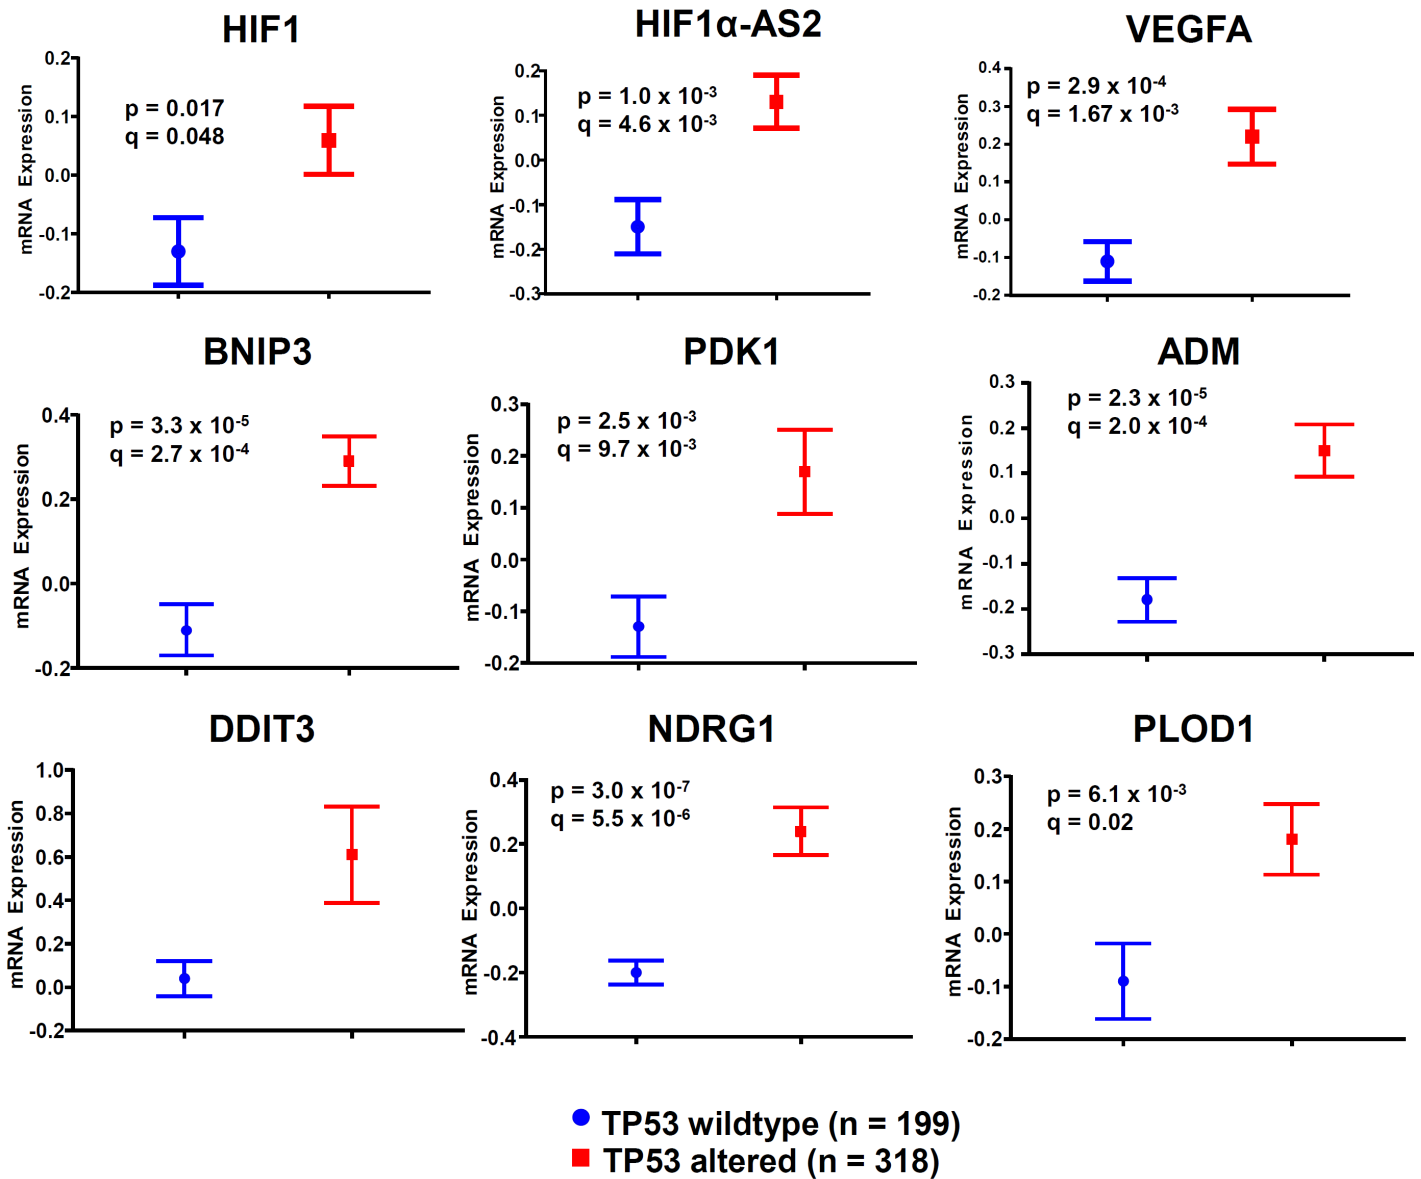 HIF1
mRNA Expression
0.2
0.1
0.0
-0.1
-0.2
p = 0.017
q = 0.048
HIF1α-AS2
mRNA Expression
0.2
0.1
0.0
-0.1
-0.2
-0.3
p = 1.0 x 10-3
q = 4.6 x 10-3
VEGFA
mRNA Expression
0.4
0.3
0.2
0.1
0.0
-0.1
-0.2
p = 2.9 x 10-4
q = 1.67 x 10-3
BNIP3
mRNA Expression
0.4
0.2
0.0
-0.2
p = 3.3 x 10-5
q = 2.7 x 10-4
PDK1
mRNA Expression
0.3
0.2
0.1
0.0
-0.1
-0.2
p = 2.5 x 10-3
q = 9.7 x 10-3
ADM
mRNA Expression
0.3
0.2
0.1
0.0
-0.1
-0.2
-0.3
p = 2.3 x 10-5
q = 2.0 x 10-4
DDIT3
mRNA Expression
1.0
0.8
0.6
0.4
0.2
0.0
-0.2
NDRG1
mRNA Expression
0.4
0.2
0.0
-0.2
-0.4
p = 3.0 x 10-7
q = 5.5 x 10-6
PLOD1
mRNA Expression
0.3
0.2
0.1
0.0
-0.1
-0.2
p = 6.1 x 10-3
q = 0.02
TP53 wildtype (n = 199)
TP53 altered (n = 318)